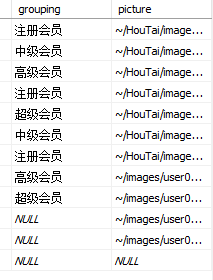 grouping picture
注册会员 ~/HouTai/image...
中级会员 ~/HouTai/image...
高级会员 ~/HouTai/image...
注册会员 ~/HouTai/image...
超级会员 ~/HouTai/image...
中级会员 ~/HouTai/image...
注册会员 ~/HouTai/image...
高级会员 ~/images/user0...
超级会员 ~/images/user0...
NULL ~/images/user0...
NULL ~/images/user0...
NULL NULL